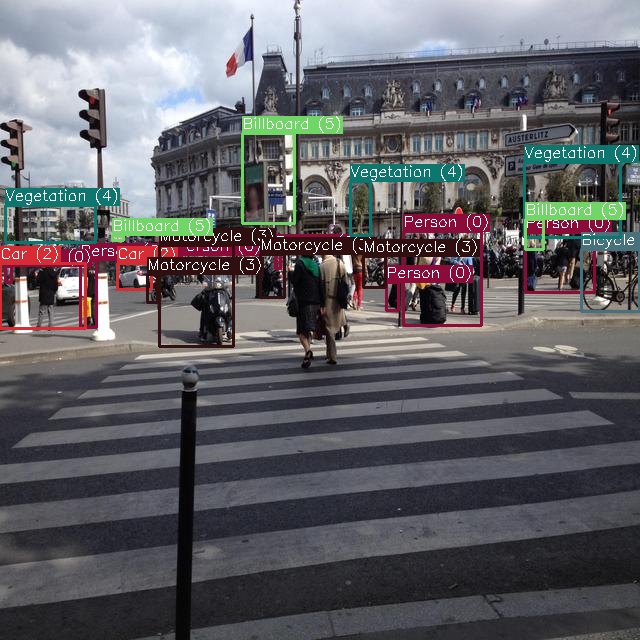 Billboard (5)
AUSTERLITZ
Vegetation (4)
Vegetation (4)
Vegetation (4)
Billboard (5)
Person (0)
Billboard (5)
Person (0)
Motorcycle (3)
Bicycle
Car (2)
(0)
Person (0)
Car (2)
Motorcycle (3)
Motorcycle (3)
Motorcycle (3)
Person (0)